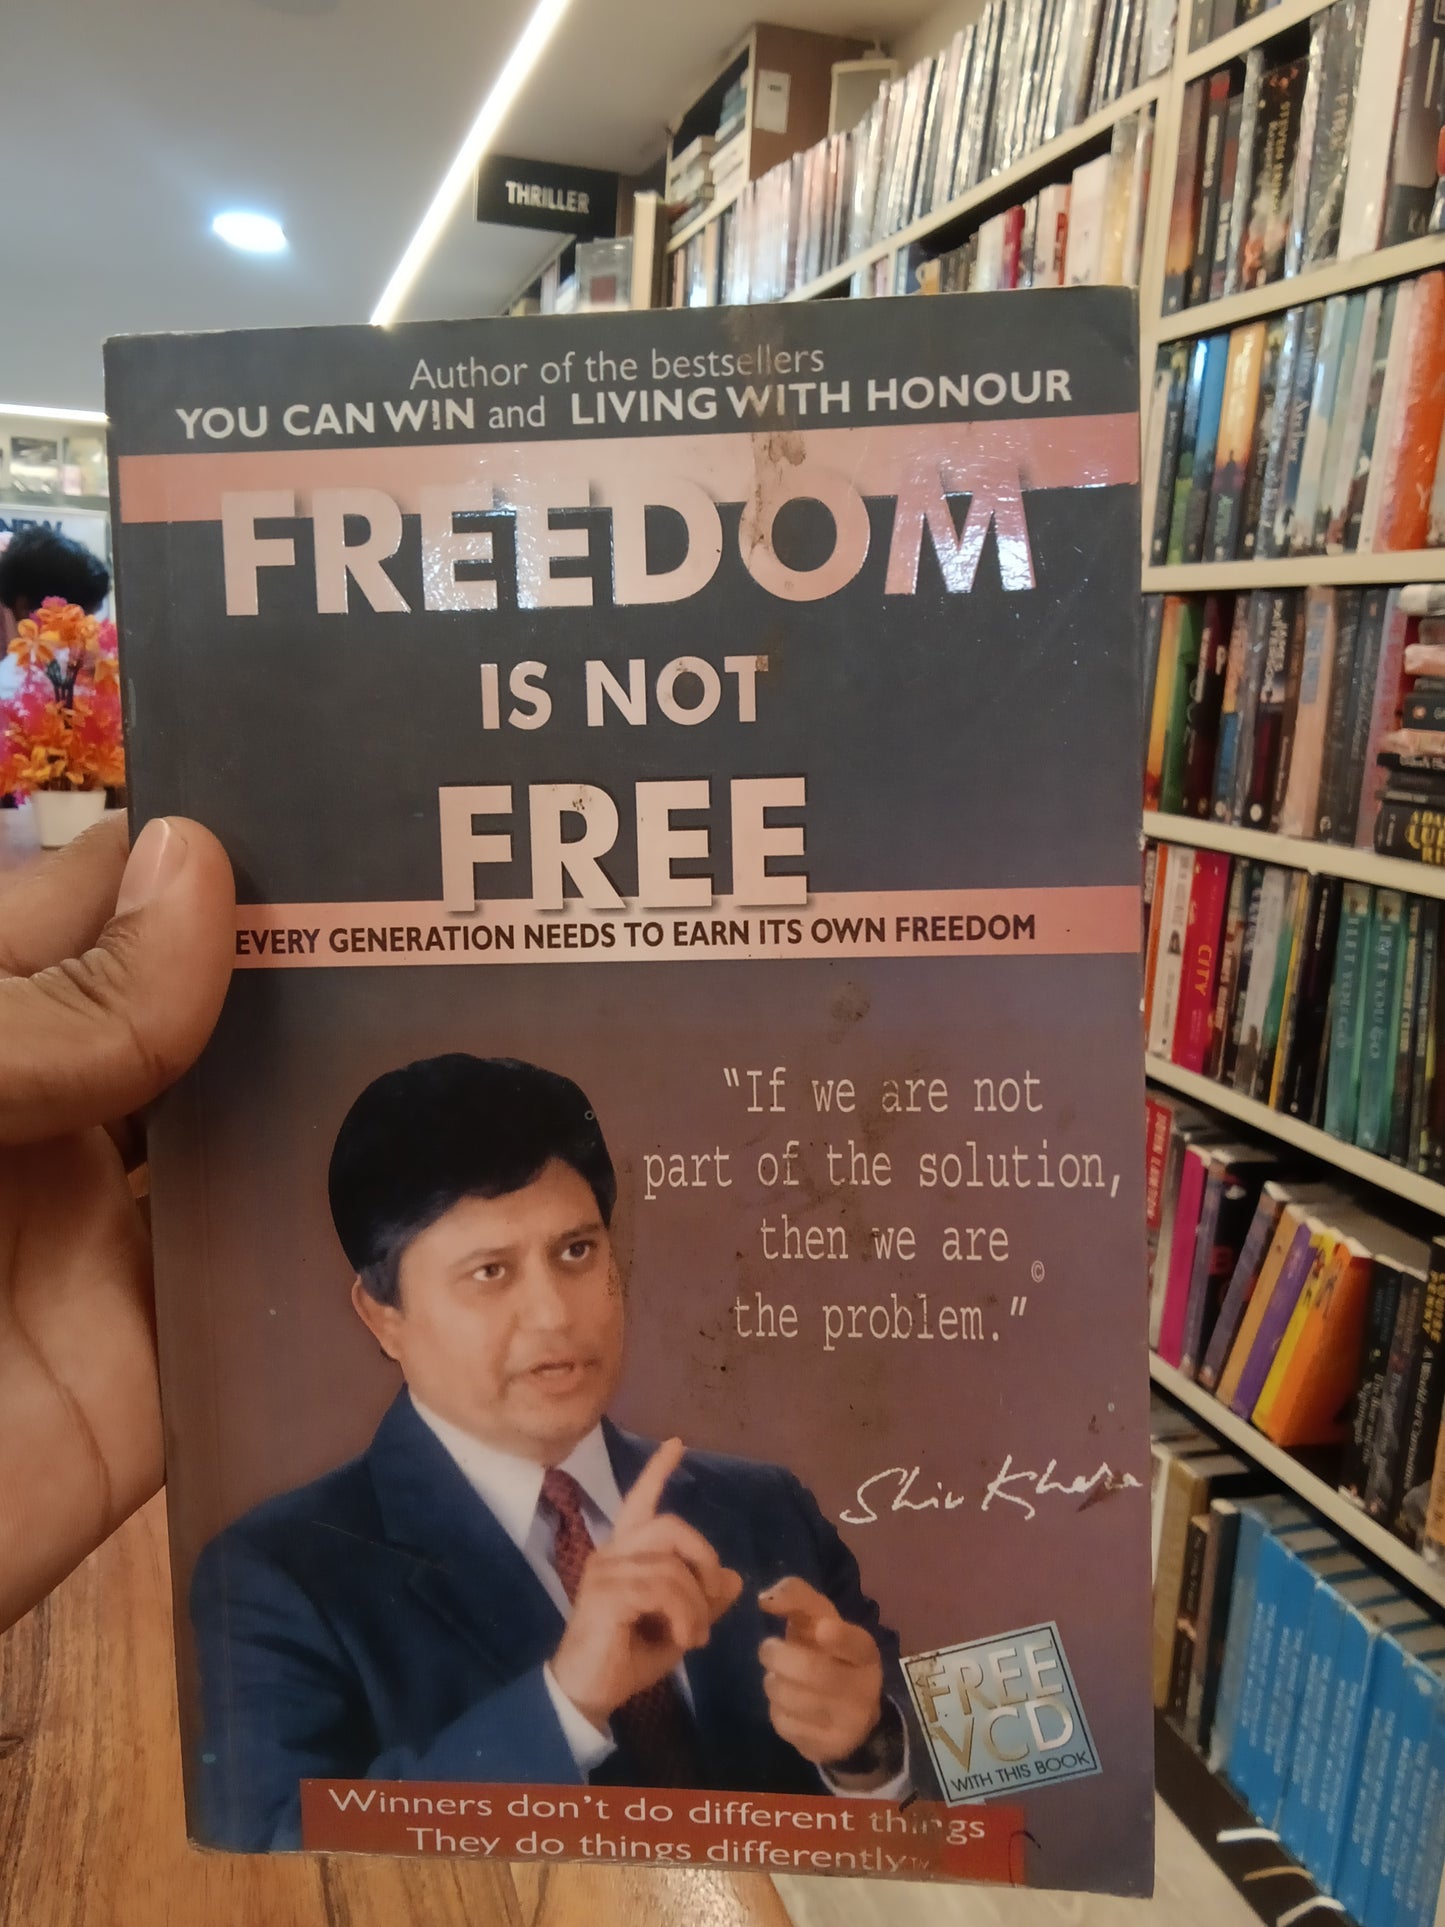 THRILLER
Author of the bestsellers
YOU CAN WIN and LIVING WITH HONOUR
FREEDOM
IS NOT
FREE
EVERY GENERATION NEEDS TO EARN ITS OWN FREEDOM
"If we are not
part of the solution,
then we are
©
the problem."
Shiv Khera
FREE
VCD
WITH THIS BOOK
Winners don't do different things
They do things differently TM
CITY